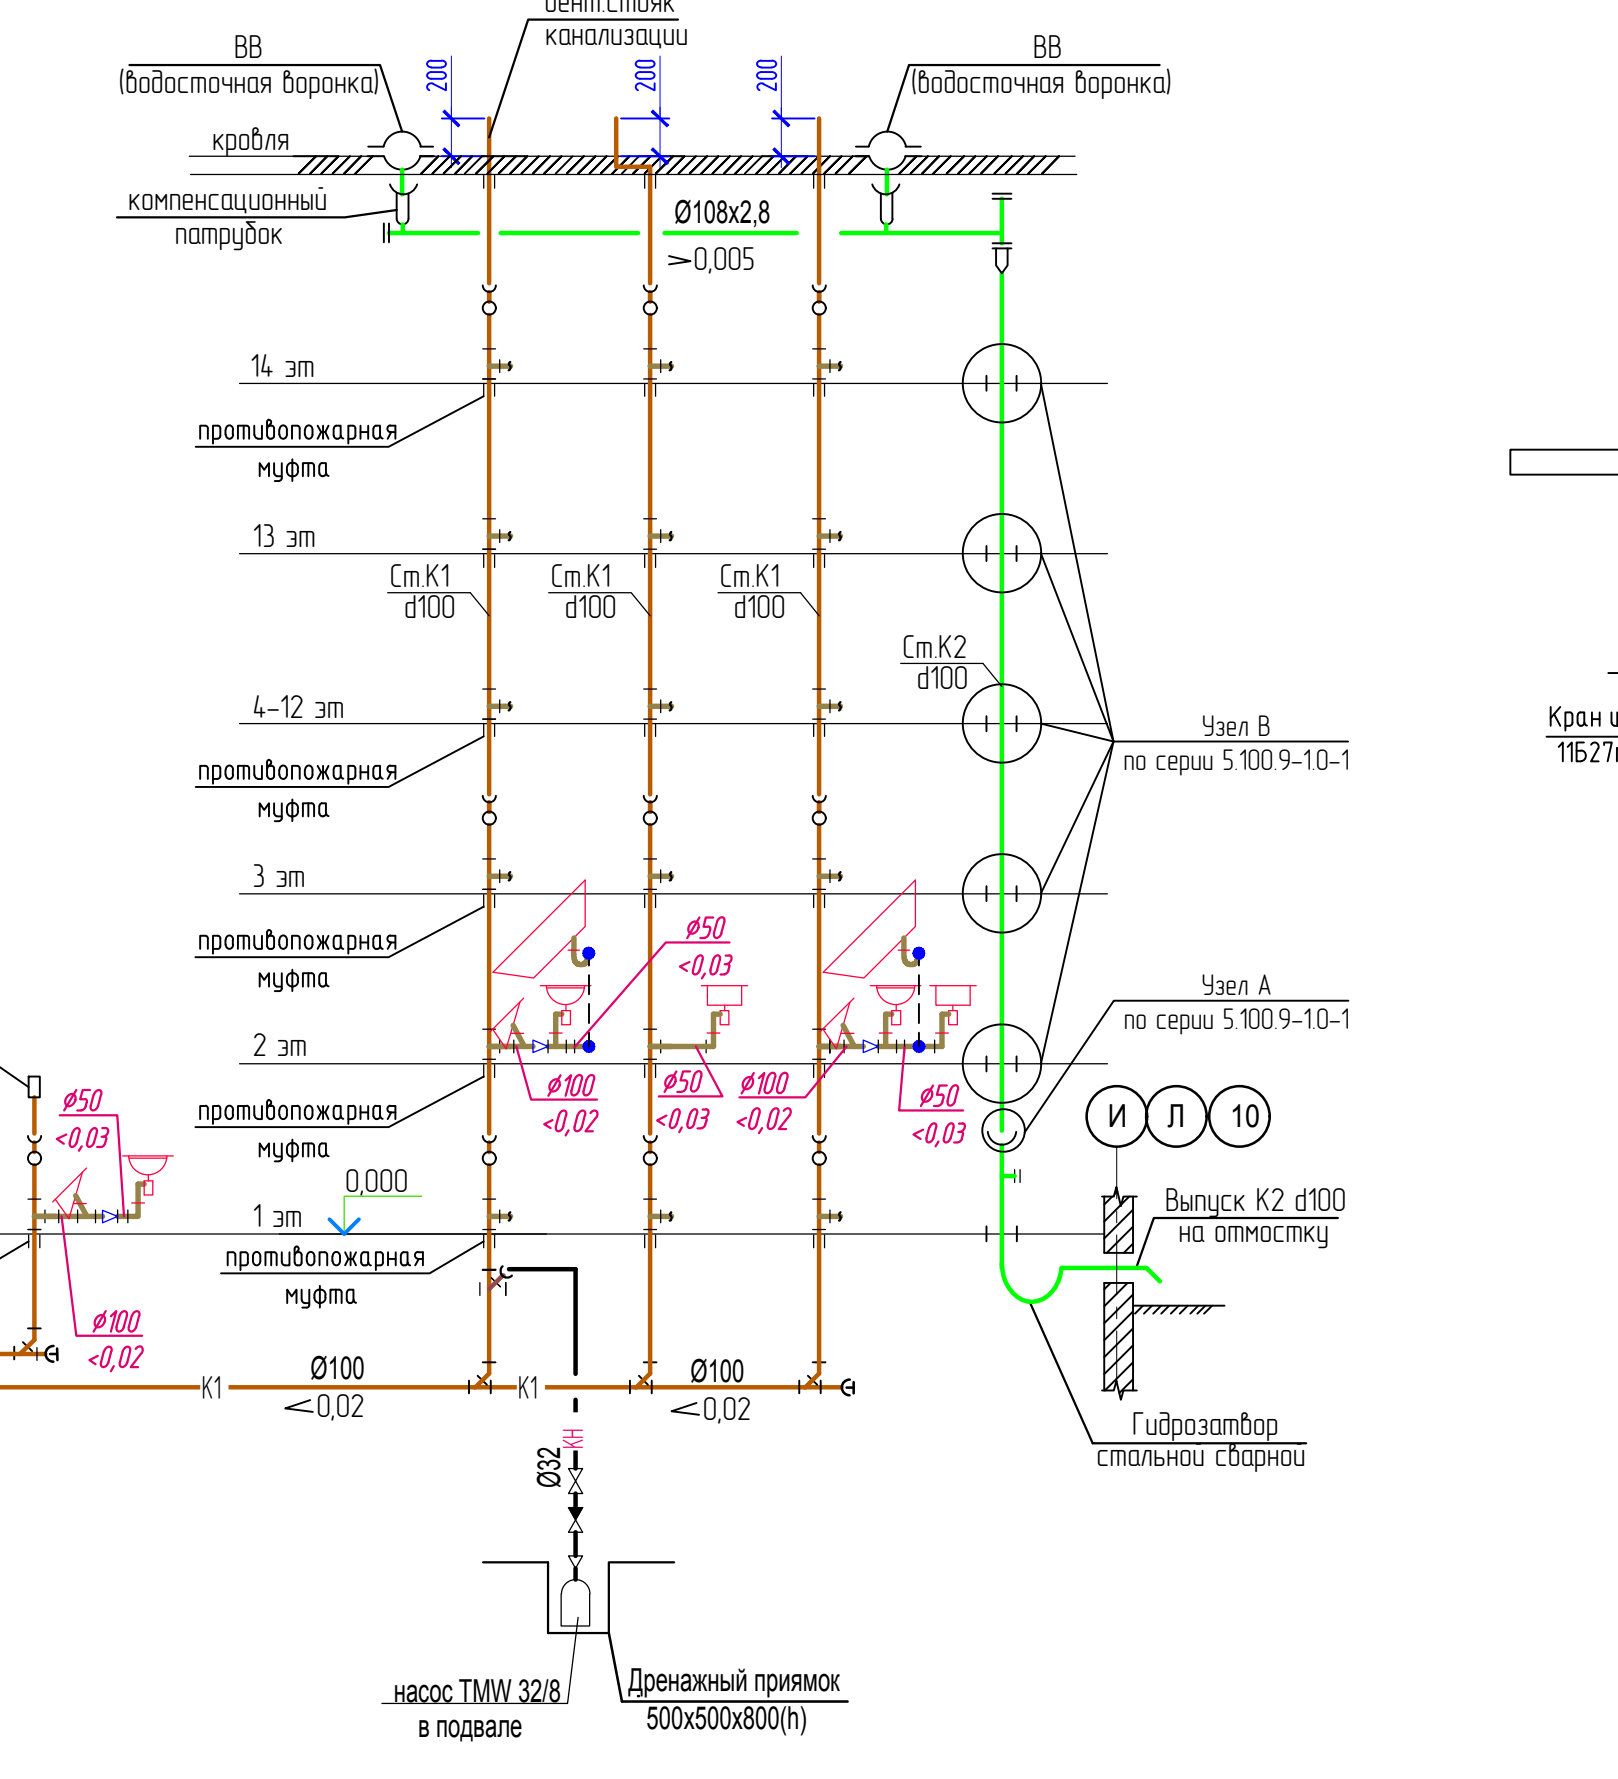 вент.стояк
канализации
ВВ
(водосточная воронка)
ВВ
(водосточная воронка)
200
200
200
кровля
компенсационный
патрубок
Ø108x2,8
>0,005
14 эт
противопожарная
муфта
13 эт
Ст.К1
d100
Ст.К1
d100
Ст.К1
d100
Ст.К2
d100
4-12 эт
Узел В
по серии 5.100.9-1.0-1
Кран
11Б27
противопожарная
муфта
3 эт
противопожарная
муфта
ø50
<0,03
Узел А
по серии 5.100.9-1.0-1
2 эт
ø100
<0,02
ø50
<0,03
ø100
<0,02
ø50
<0,03
противопожарная
муфта
ø50
<0,03
И Л 10
0,000
1 эт
Выпуск К2 d100
на отмостку
противопожарная
муфта
ø100
<0,02
К1
Ø100
<0,02
К1
Ø100
<0,02
Гидрозатвор
стальной сварной
КН
Ø32
насос TMW 32/8
в подвале
Дренажный приямок
500x500x800(h)